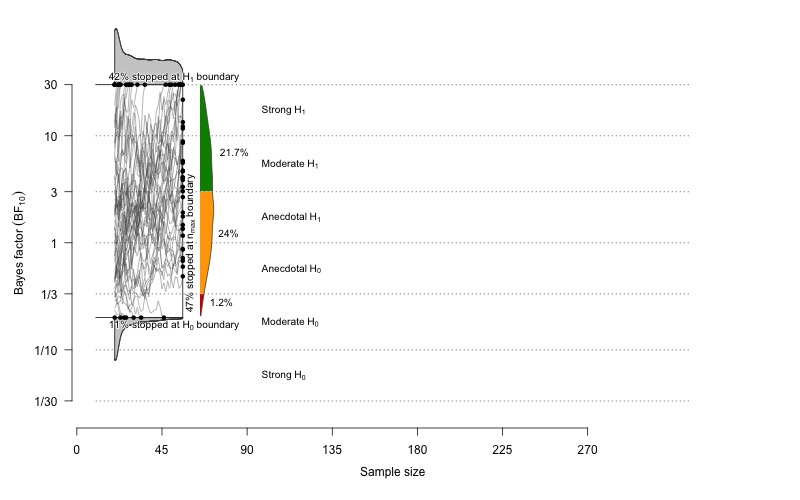 42% stopped at H₁ boundary
30
Strong H₁
10
21.7%
Moderate H₁
3
Anecdotal H₁
24%
1
Anecdotal H₀
47% stopped at nₘₐₓ boundary
1/3
1.2%
Moderate H₀
11% stopped at H₀ boundary
1/10
Strong H₀
1/30
Bayes factor (BF₁₀)
0 45 90 135 180 225 270
Sample size